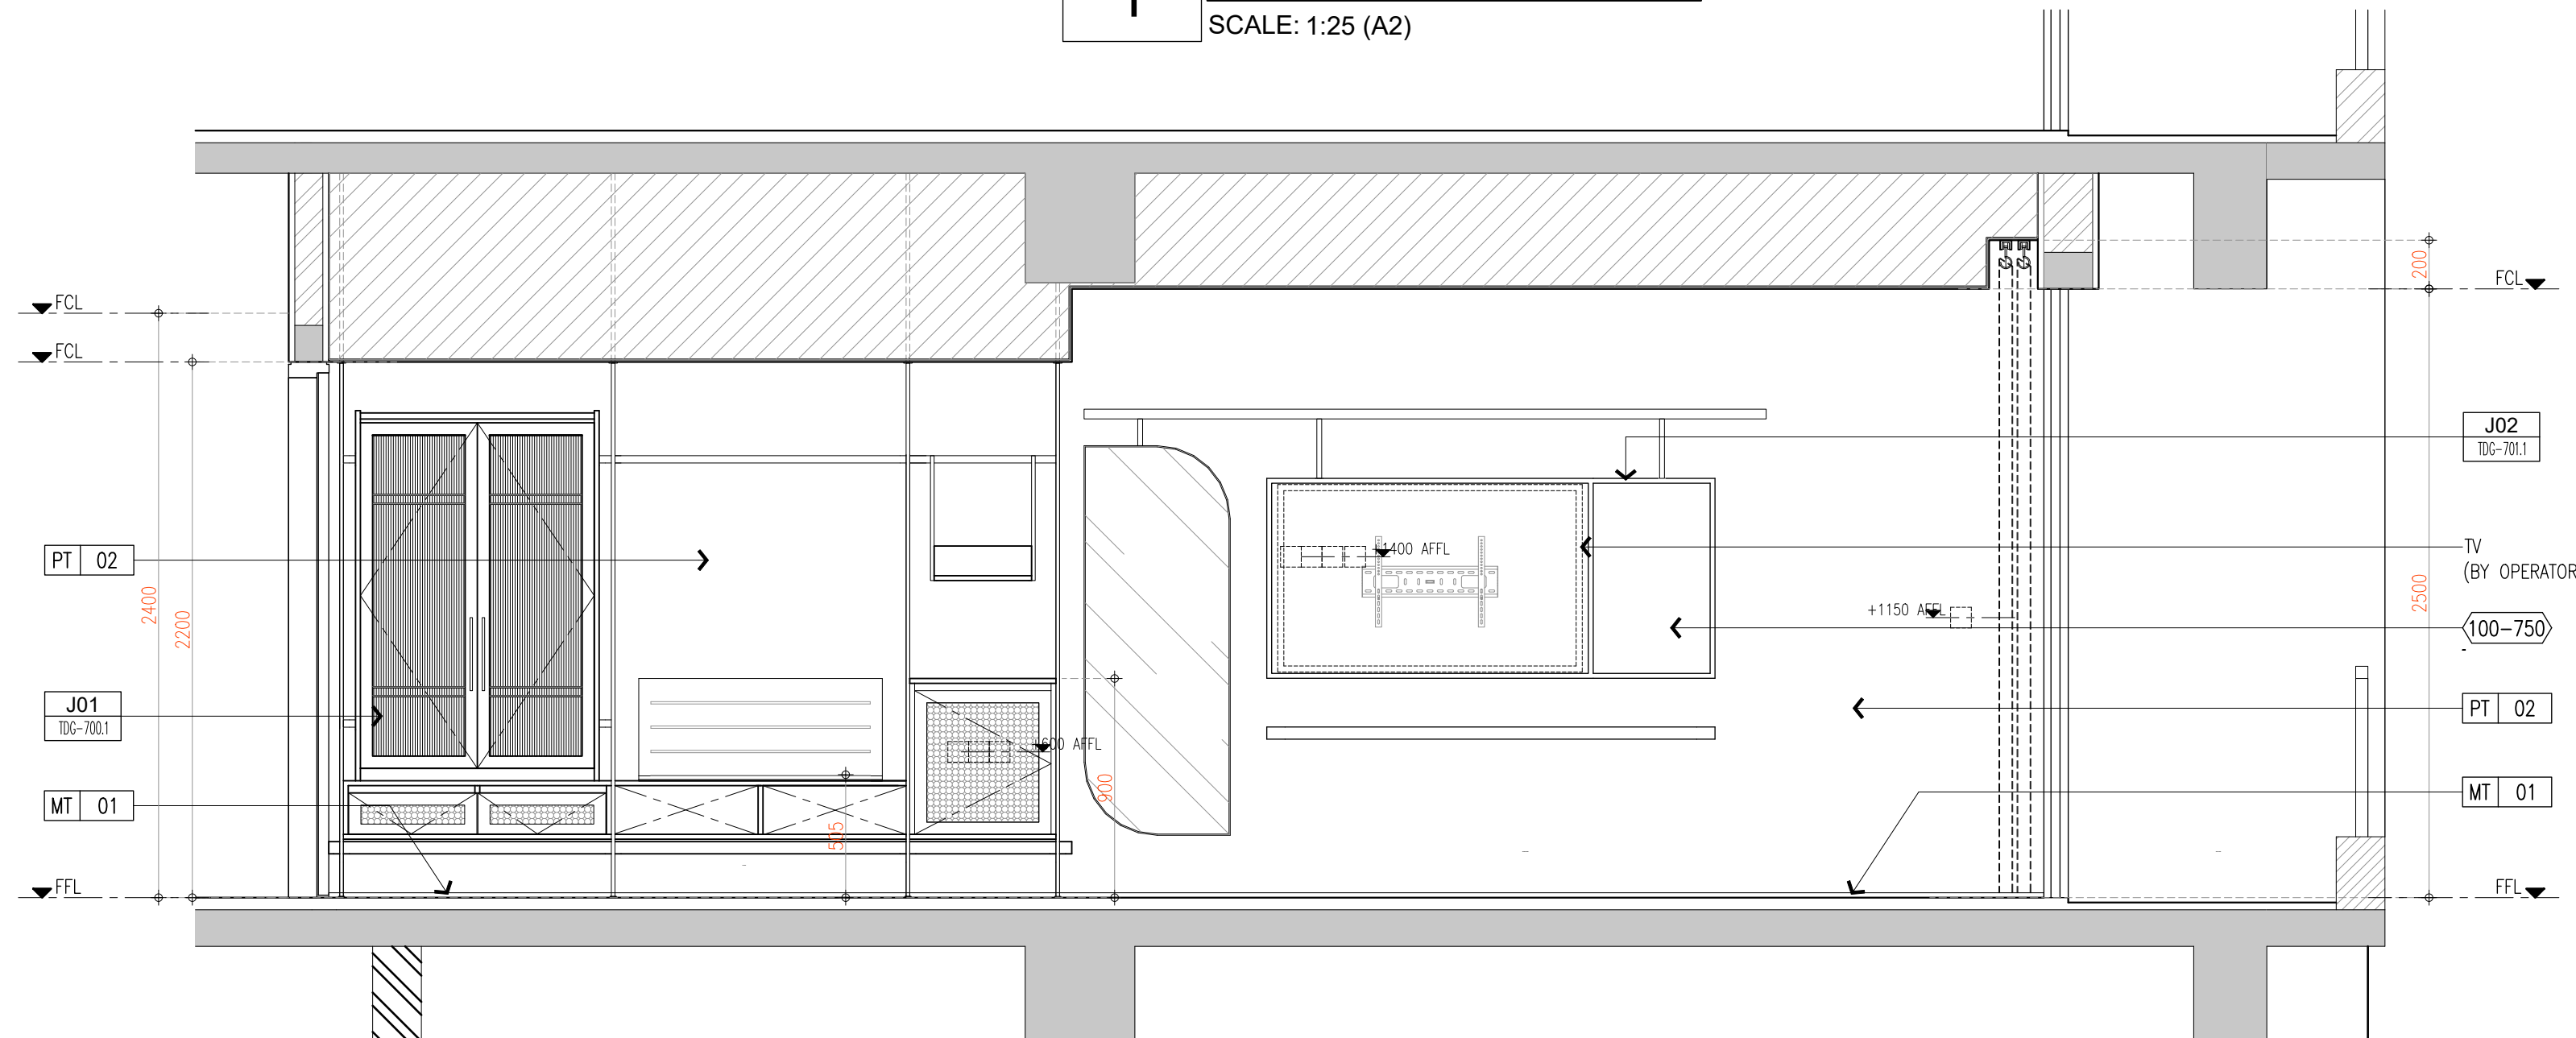 SCALE: 1:25 (A2)
FCL
FCL
200
FCL
J02
TDG-701.1
+1400 AFFL
TV
(BY OPERATOR
PT 02
2400
2200
2500
+1150 AFFL
100-750
-
J01
TDG-700.1
PT 02
+600 AFFL
900
MT 01
MT 01
505
FFL
FFL